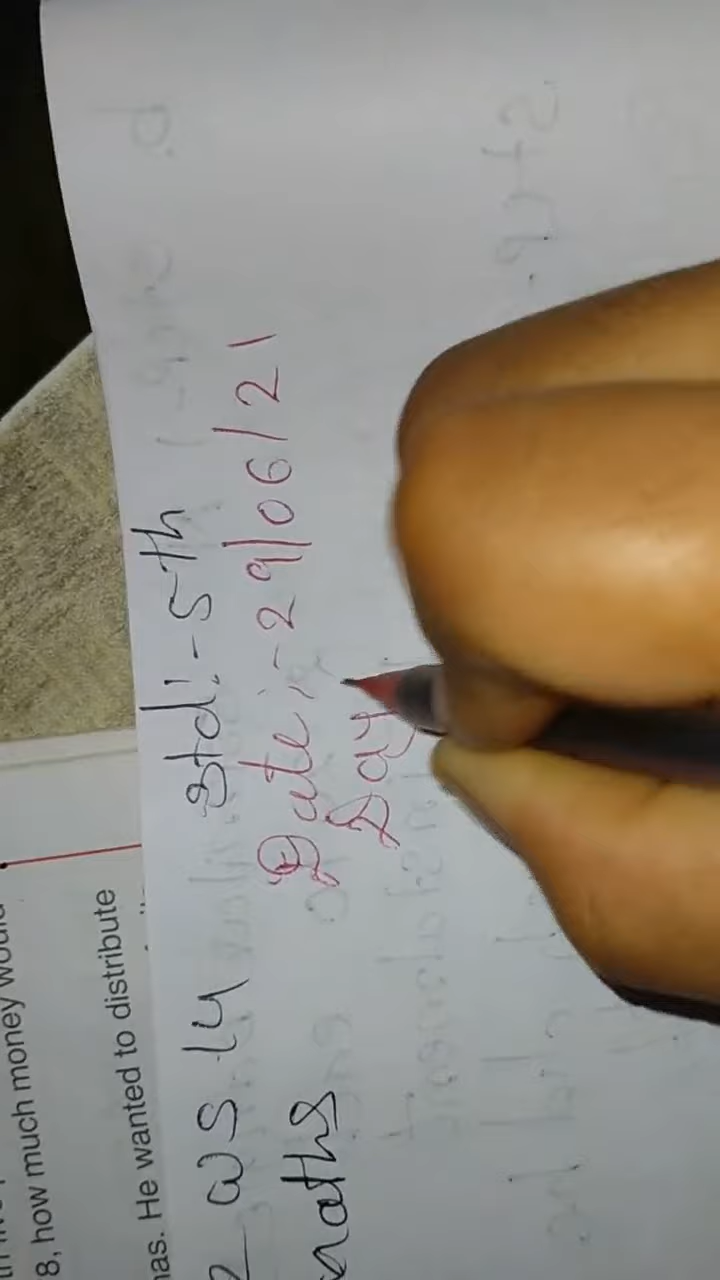 8, how much money would
has. He wanted to distribute
2 WS 14 Std:-5th
maths Date:-29/06/21
Day